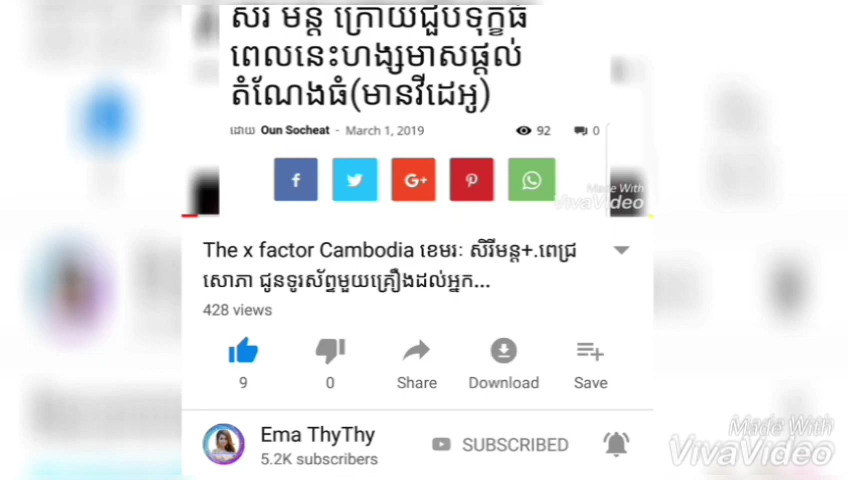 សិរី មន្ត ក្រោយជួបទុក្ខធំ
ពេលនេះហង្សមាសផ្តល់
តំណែងធំ(មានវីដេអូ)
ដោយ Oun Socheat - March 1, 2019 92 0
Made With
VivaVideo
The x factor Cambodia ខេមរៈ សិរីមន្ត+.ពេជ្រ
សោភា ជូនទូរស័ព្ទមួយគ្រឿងដល់អ្នក...
428 views
9 0 Share Download Save
Ema ThyThy
5.2K subscribers
SUBSCRIBED
Made With
VivaVideo